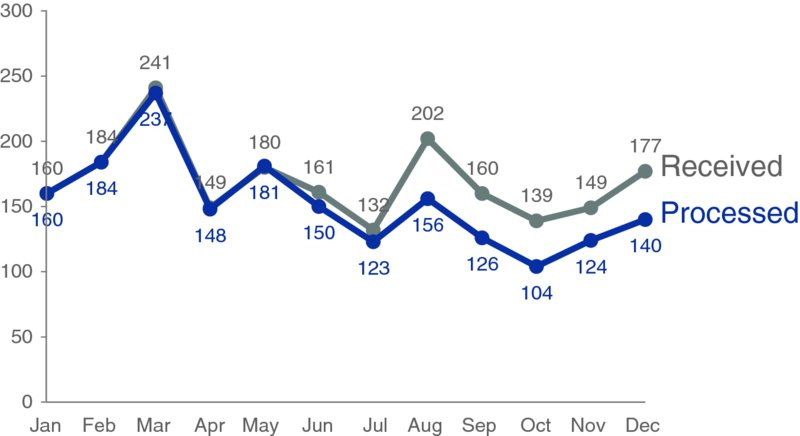 300
250
200
150
100
50
0
160 184 241 149 180 161 132 202 160 139 149 177
Received
160 184 237 148 181 150 123 156 126 104 124 140
Processed
Jan Feb Mar Apr May Jun Jul Aug Sep Oct Nov Dec